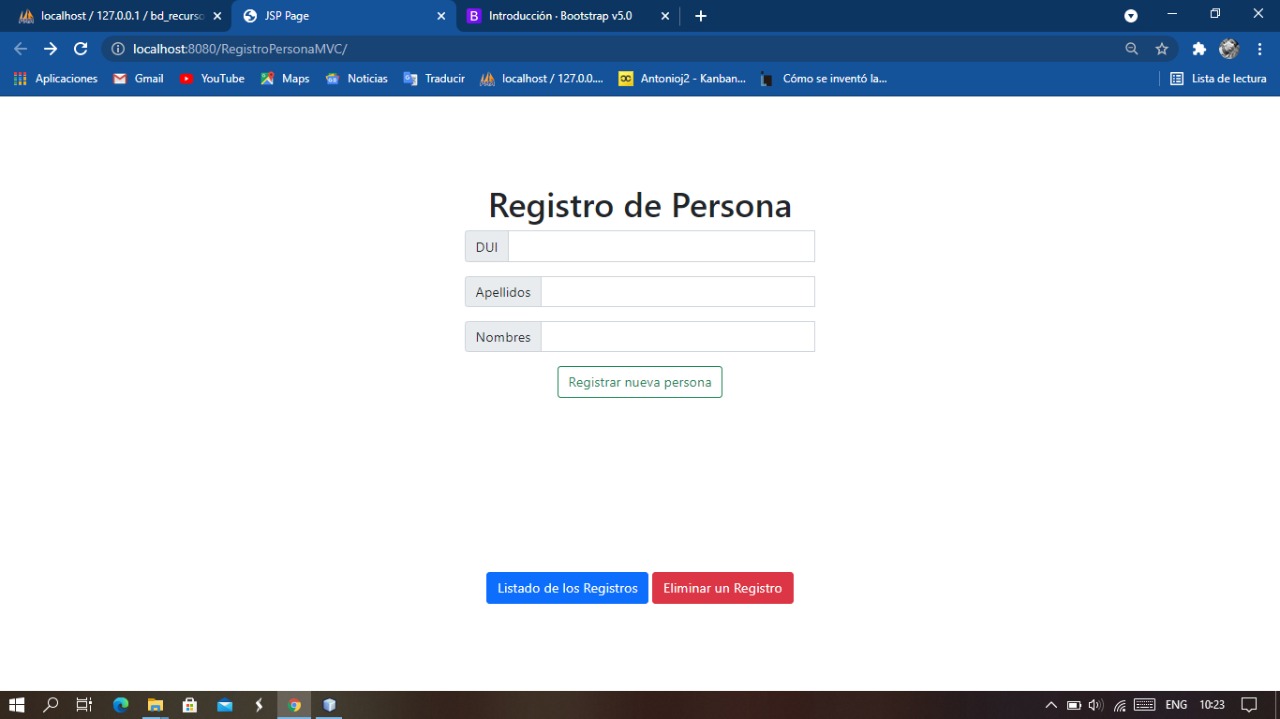 localhost / 127.0.0.1 / bd_recurso
JSP Page
Introducción · Bootstrap v5.0
localhost:8080/RegistroPersonaMVC/
Aplicaciones
Gmail
YouTube
Maps
Noticias
Traducir
localhost / 127.0.0....
Antonioj2 - Kanban...
Cómo se inventó la...
Lista de lectura
Registro de Persona
DUI
Apellidos
Nombres
Registrar nueva persona
Listado de los Registros
Eliminar un Registro
ENG
10:23